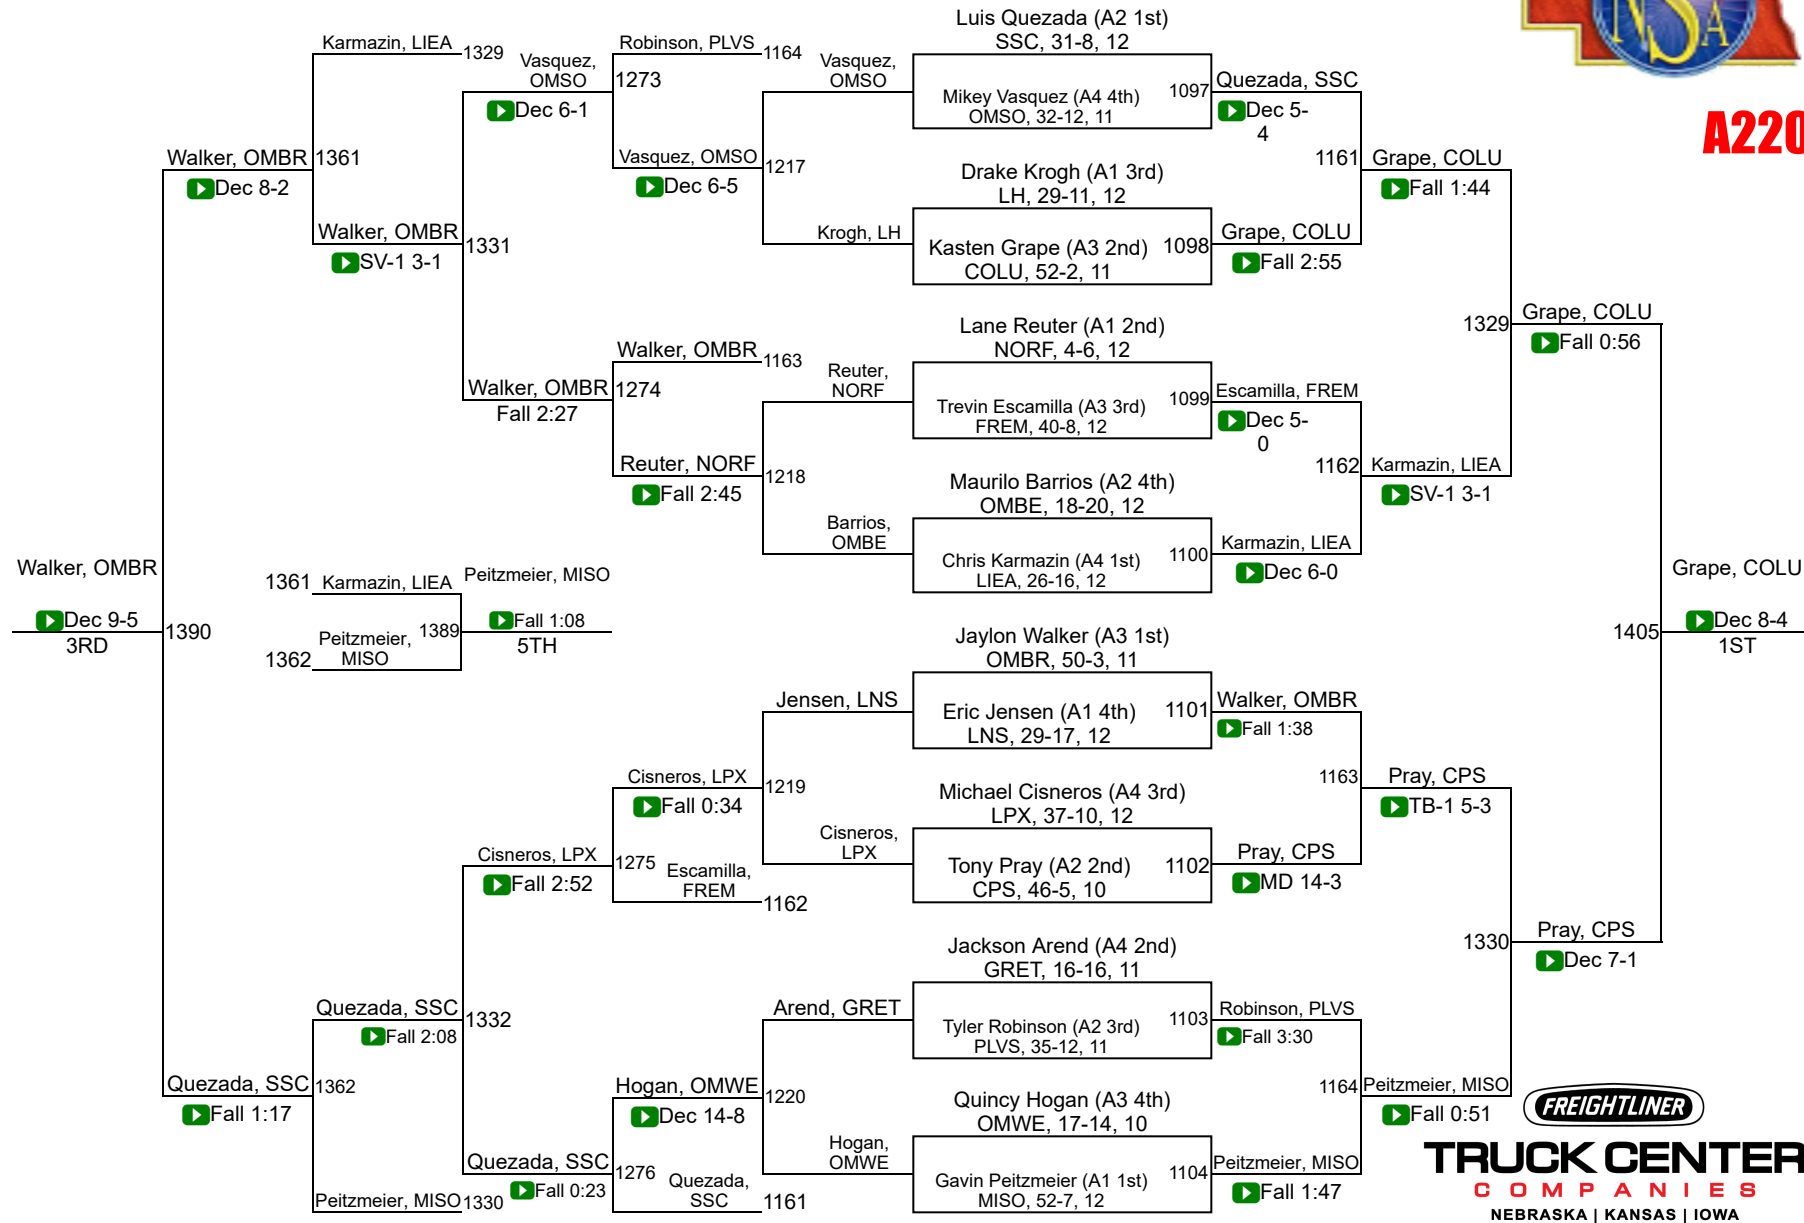 Luis Quezada (A2 1st)
SSC, 31-8, 12
NSA
A220
Karmazin, LIEA
1329
Vasquez,
OMSO
Dec 6-1
Robinson, PLVS
1164
1273
Vasquez,
OMSO
Mikey Vasquez (A4 4th)
OMSO, 32-12, 11
1097
Quezada, SSC
Dec 5-
4
Walker, OMBR
Dec 8-2
1361
Vasquez, OMSO
Dec 6-5
1217
Drake Krogh (A1 3rd)
LH, 29-11, 12
1161
Grape, COLU
Fall 1:44
Walker, OMBR
SV-1 3-1
1331
Krogh, LH
Kasten Grape (A3 2nd)
COLU, 52-2, 11
1098
Grape, COLU
Fall 2:55
Lane Reuter (A1 2nd)
NORF, 4-6, 12
1329
Grape, COLU
Fall 0:56
Walker, OMBR
1163
Walker, OMBR
Fall 2:27
1274
Reuter,
NORF
Trevin Escamilla (A3 3rd)
FREM, 40-8, 12
1099
Escamilla, FREM
Dec 5-
0
Reuter, NORF
Fall 2:45
1218
Maurilo Barrios (A2 4th)
OMBE, 18-20, 12
1162
Karmazin, LIEA
SV-1 3-1
Barrios,
OMBE
Chris Karmazin (A4 1st)
LIEA, 26-16, 12
1100
Karmazin, LIEA
Dec 6-0
Walker, OMBR
Dec 9-5
3RD
1390
1361
Karmazin, LIEA
1362
Peitzmeier,
MISO
1389
Peitzmeier, MISO
Fall 1:08
5TH
Grape, COLU
1405
Dec 8-4
1ST
Jaylon Walker (A3 1st)
OMBR, 50-3, 11
Jensen, LNS
Eric Jensen (A1 4th)
LNS, 29-17, 12
1101
Walker, OMBR
Fall 1:38
Cisneros, LPX
Fall 0:34
1219
Michael Cisneros (A4 3rd)
LPX, 37-10, 12
1163
Pray, CPS
TB-1 5-3
Cisneros,
LPX
Tony Pray (A2 2nd)
CPS, 46-5, 10
1102
Pray, CPS
MD 14-3
Cisneros, LPX
Fall 2:52
1275
Escamilla,
FREM
1162
Jackson Arend (A4 2nd)
GRET, 16-16, 11
1330
Pray, CPS
Dec 7-1
Quezada, SSC
Fall 2:08
1332
Arend, GRET
Tyler Robinson (A2 3rd)
PLVS, 35-12, 11
1103
Robinson, PLVS
Fall 3:30
Quezada, SSC
Fall 1:17
1362
Hogan, OMWE
Dec 14-8
1220
Quincy Hogan (A3 4th)
OMWE, 17-14, 10
1164
Peitzmeier, MISO
Fall 0:51
Hogan,
OMWE
Gavin Peitzmeier (A1 1st)
MISO, 52-7, 12
1104
Peitzmeier, MISO
Fall 1:47
Quezada, SSC
Fall 0:23
1276
Quezada,
SSC
1161
Peitzmeier, MISO
1330
FREIGHTLINER
TRUCK CENTER
COMPANIES
NEBRASKA | KANSAS | IOWA